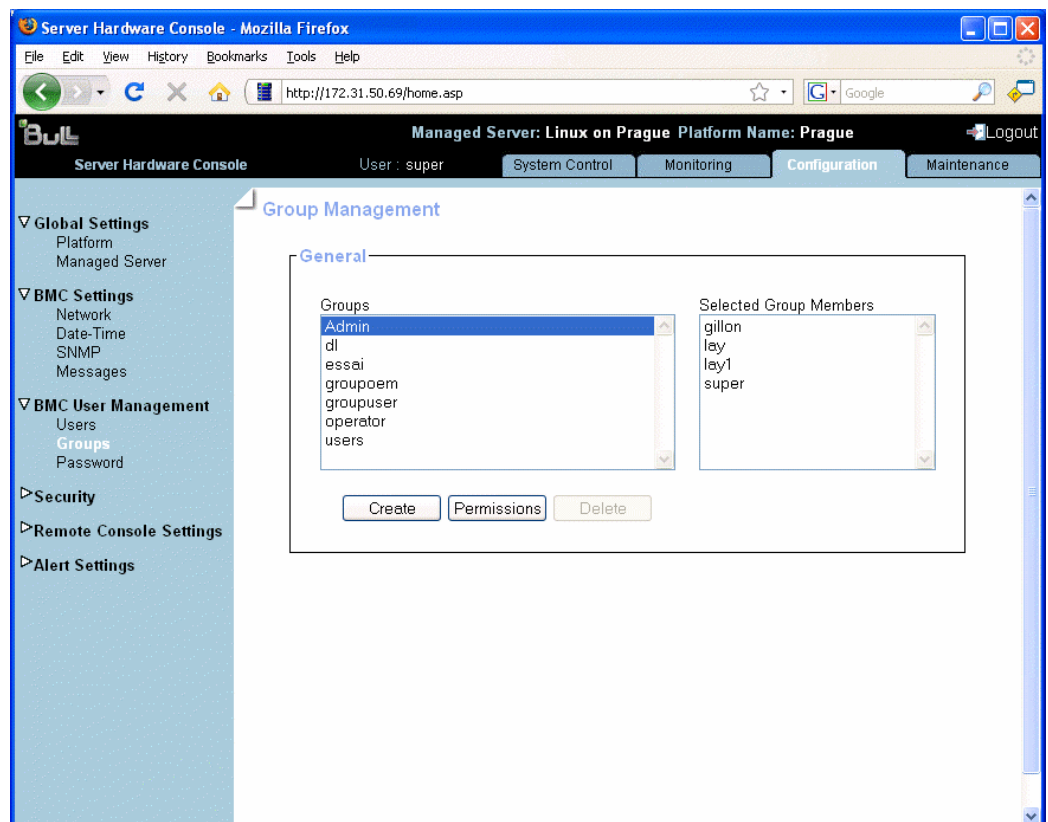 Server Hardware Console - Mozilla Firefox
File Edit View History Bookmarks Tools Help
http://172.31.50.69/home.asp
G Google
Bull
Managed Server: Linux on Prague Platform Name: Prague
Logout
Server Hardware Console
User : super
System Control
Monitoring
Configuration
Maintenance
Global Settings
Platform
Managed Server
BMC Settings
Network
Date-Time
SNMP
Messages
BMC User Management
Users
Groups
Password
Security
Remote Console Settings
Alert Settings
Group Management
General
Groups
Admin
dl
essai
groupoem
groupuser
operator
users
Selected Group Members
gillon
lay
lay1
super
Create
Permissions
Delete